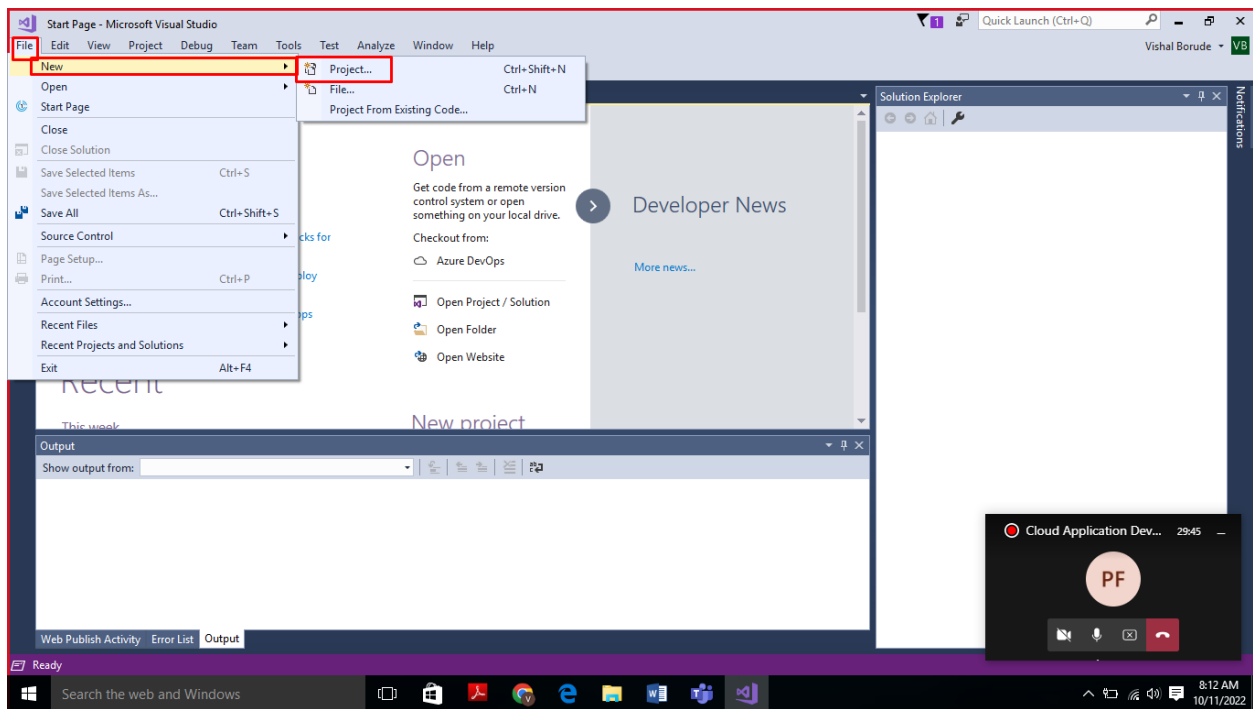 Start Page - Microsoft Visual Studio
1
Quick Launch (Ctrl+Q)
File Edit View Project Debug Team Tools Test Analyze Window Help
Vishal Borude VB
New
Project... Ctrl+Shift+N
File... Ctrl+N
Project From Existing Code...
Open
Start Page
Close
Close Solution
Save Selected Items Ctrl+S
Save Selected Items As...
Save All Ctrl+Shift+S
Source Control
Page Setup...
Print... Ctrl+P
Account Settings...
Recent Files
Recent Projects and Solutions
Exit Alt+F4
cks for
ploy
Recent
This week
Open
Get code from a remote version
control system or open
something on your local drive.
Checkout from:
Azure DevOps
Open Project / Solution
Open Folder
Open Website
New project
Developer News
More news...
Solution Explorer
Notifications
Output
Show output from:
Web Publish Activity Error List Output
Cloud Application Dev... 29:45
PF
Ready
Search the web and Windows
8:12 AM
10/11/2022